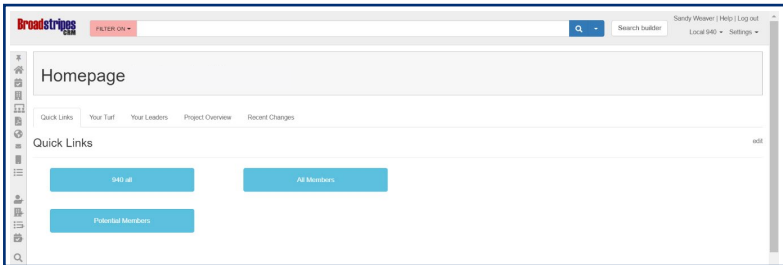 Broadstripes
CRM
FILTER ON
Search builder
Sandy Weaver | Help | Log out
Local 940 Settings
Homepage
Quick Links Your Turf Your Leaders Project Overview Recent Changes
Quick Links
edit
940 all All Members
Potential Members